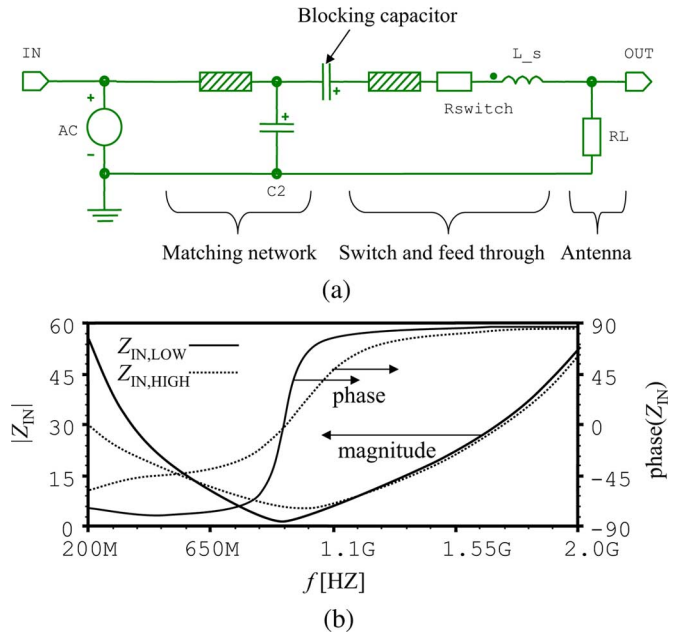 Blocking capacitor
IN
L_s
OUT
+
+
+
AC
−
Rswitch
RL
C2
Matching network
Switch and feed through
Antenna
(a)
60
45
30
15
0
|Z_IN|
Z_IN,LOW
Z_IN,HIGH
phase
magnitude
90
45
0
-45
-90
phase(Z_IN)
200M 650M 1.1G 1.55G 2.0G
f[HZ]
(b)